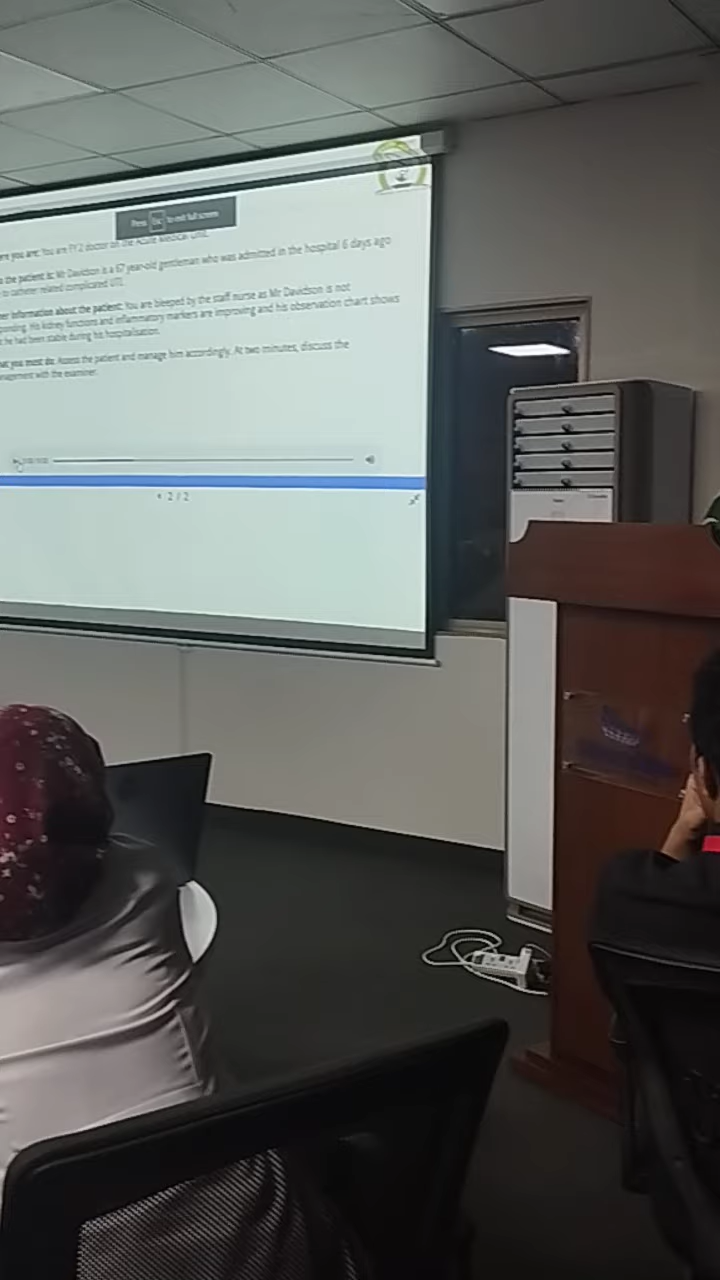 Press Esc to exit full screen
ere you are: You are FY2 doctor on the Acute Medical Unit.
o the patient is: Mr Davidson is a 67 year-old gentleman who was admitted in the hospital 6 days ago
to catheter related complicated UTI.
her information about the patient: You are bleeped by the staff nurse as Mr Davidson is not
ponding. His kidney functions and inflammatory markers are improving and his observation chart shows
t he had been stable during his hospitalisation.
at you must do: Assess the patient and manage him accordingly. At two minutes, discuss the
nagement with the examiner.
2 / 2